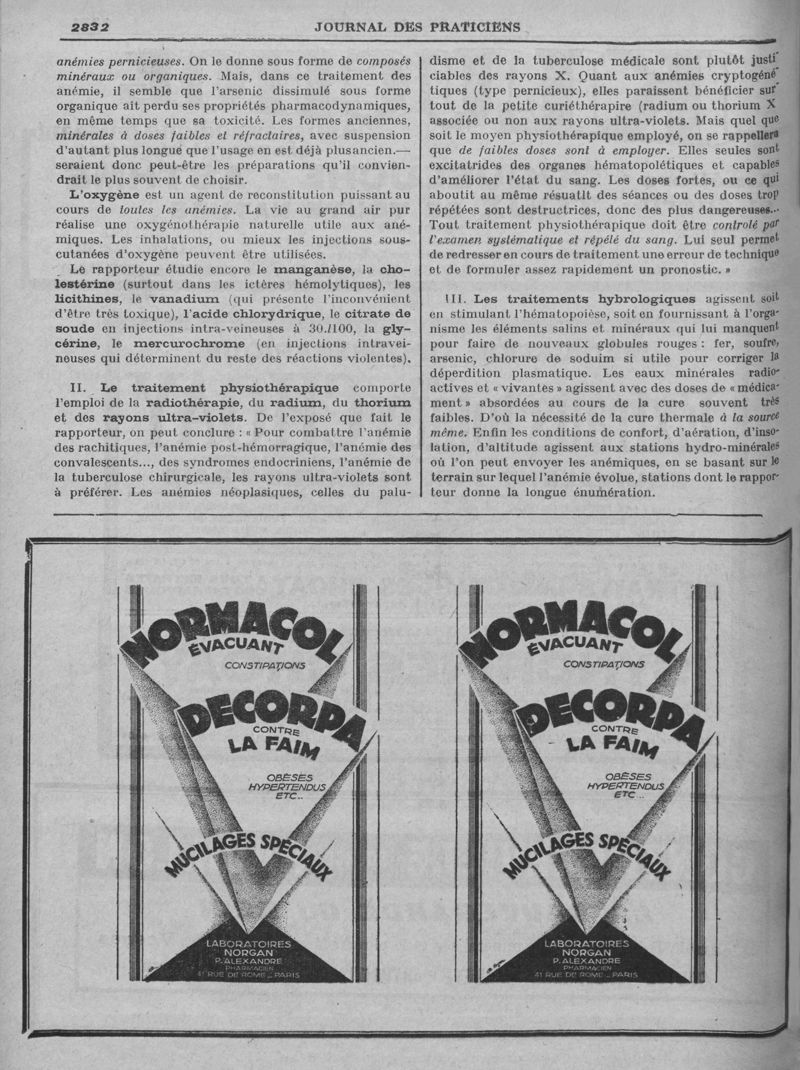 2832
JOURNAL DES PRATICIENS
anémies pernicieuses. On le donne sous forme de composés
minéraux ou organiques. Mais, dans ce traitement des
anémie, il semble que l'arsenic dissimulé sous forme
organique ait perdu ses propriétés pharmacodynamiques,
en même temps que sa toxicité. Les formes anciennes,
minérales à doses faibles et réfractaires, avec suspension
d'autant plus longue que l'usage en est déjà plusancien.—
seraient donc peut-être les préparations qu'il convien-
drait le plus souvent de choisir.
L'oxygène est un agent de reconstitution puissant au
cours de toules les anémies. La vie au grand air pur
réalise une oxygénothérapie naturelle utile aux ané-
miques. Les inhalations, ou mieux les injections sous-
cutanées d'oxygène peuvent être utilisées.
Le rapporteur étudie encore le manganèse, la cho-
lestérine (surtout dans les ictères hémolytiques), les
licithines, le vanadium (qui présente l'inconvénient
d'être très toxique), l'acide chlorydrique, le citrate de
soude en injections intra-veineuses à 30./100, la gly-
cérine, le mercurochrome (en injections intravei-
neuses qui déterminent du reste des réactions violentes).
II. Le traitement physiothérapique comporte
l'emploi de la radiothérapie, du radium, du thorium
et des rayons ultra-violets. De l'exposé que fait le
rapporteur, on peut conclure : « Pour combattre l'anémie
des rachitiques, l'anémie post-hémorragique, l'anémie des
convalescents..., des syndromes endocriniens, l'anémie de
la tuberculose chirurgicale, les rayons ultra-violets sont
à préférer. Les anémies néoplasiques, celles du palu-
disme et de la tuberculose médicale sont plutôt justi-
ciables des rayons X. Quant aux anémies cryptogéné-
tiques (type pernicieux), elles paraissent bénéficier sur-
tout de la petite curiéthérapire (radium ou thorium X
associée ou non aux rayons ultra-violets. Mais quel que
soit le moyen physiothérapique employé, on se rappellera
que de faibles doses sont à employer. Elles seules sont
excitatrides des organes hématopolétiques et capables
d'améliorer l'état du sang. Les doses fortes, ou ce qui
aboutit au même résuatlt des séances ou des doses trop
répétées sont destructrices, donc des plus dangereuses...
Tout traitement physiothérapique doit être contrôlé par
l'examen systématique et répélé du sang. Lui seul permet
de redresser en cours de traitement une erreur de technique
et de formuler assez rapidement un pronostic. »
III. Les traitements hybrologiques agissent soit
en stimulant l'hématopoièse, soit en fournissant à l'orga-
nisme les éléments salins et minéraux qui lui manquent
pour faire de nouveaux globules rouges : fer, soufre,
arsenic, chlorure de soduim si utile pour corriger la
déperdition plasmatique. Les eaux minérales radio-
actives et « vivantes » agissent avec des doses de « médica-
ment » absordées au cours de la cure souvent très
faibles. D'où la nécessité de la cure thermale à la source
même. Enfin les conditions de confort, d'aération, d'inso-
lation, d'altitude agissent aux stations hydro-minérales
où l'on peut envoyer les anémiques, en se basant sur le
terrain sur lequel l'anémie évolue, stations dont le rappor-
teur donne la longue énumération.
NORMACOL
ÉVACUANT
CONSTIPATIONS
DECORPA
CONTRE
LA FAIM
OBÈSES
HYPERTENDUS
ETC...
MUCILAGES SPÉCIAUX
LABORATOIRES
NORGAN
P. ALEXANDRE
PHARMACIEN
41 RUE DE ROME _ PARIS
NORMACOL
ÉVACUANT
CONSTIPATIONS
DECORPA
CONTRE
LA FAIM
OBÈSES
HYPERTENDUS
ETC...
MUCILAGES SPÉCIAUX
LABORATOIRES
NORGAN
P. ALEXANDRE
PHARMACIEN
41 RUE DE ROME _ PARIS